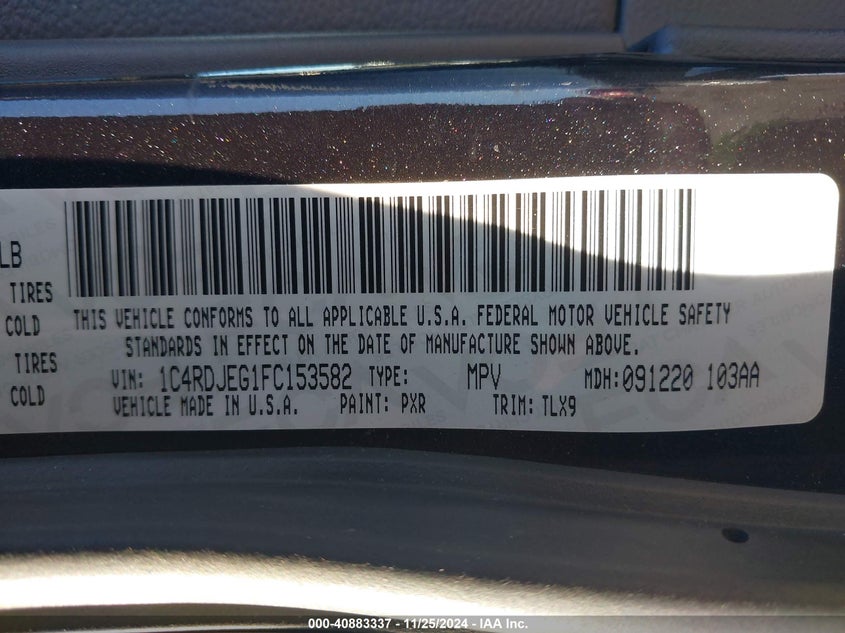 LB
TIRES
COLD
TIRES
COLD
THIS VEHICLE CONFORMS TO ALL APPLICABLE U.S.A. FEDERAL MOTOR VEHICLE SAFETY
STANDARDS IN EFFECT ON THE DATE OF MANUFACTURE SHOWN ABOVE.
VIN: 1C4RDJEG1FC153582 TYPE: MPV MDH:091220 103AA
VEHICLE MADE IN U.S.A. PAINT: PXR TRIM: TLX9
000-40883337 - 11/25/2024 - IAA Inc.